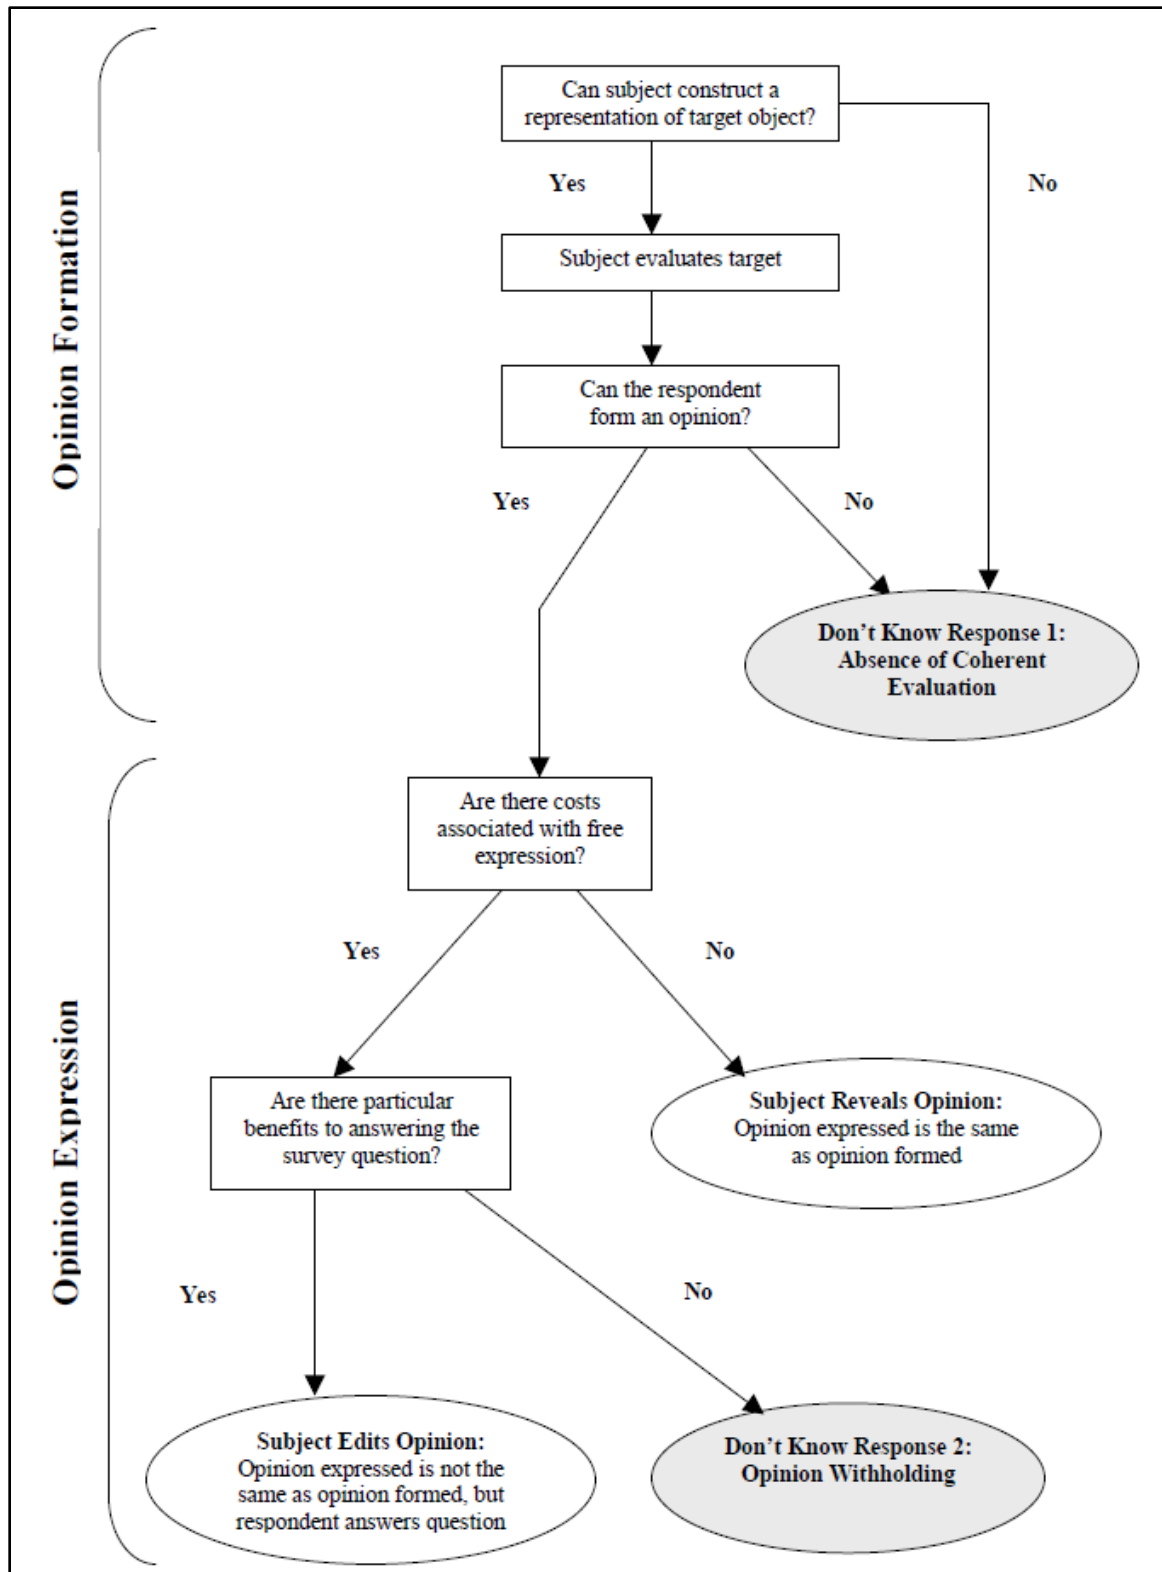 Opinion Formation
Can subject construct a
representation of target object?
Yes
No
Subject evaluates target
Can the respondent
form an opinion?
Yes
No
Don’t Know Response 1:
Absence of Coherent
Evaluation
Opinion Expression
Are there costs
associated with free
expression?
Yes
No
Are there particular
benefits to answering the
survey question?
Subject Reveals Opinion:
Opinion expressed is the same
as opinion formed
Yes
No
Subject Edits Opinion:
Opinion expressed is not the
same as opinion formed, but
respondent answers question
Don’t Know Response 2:
Opinion Withholding